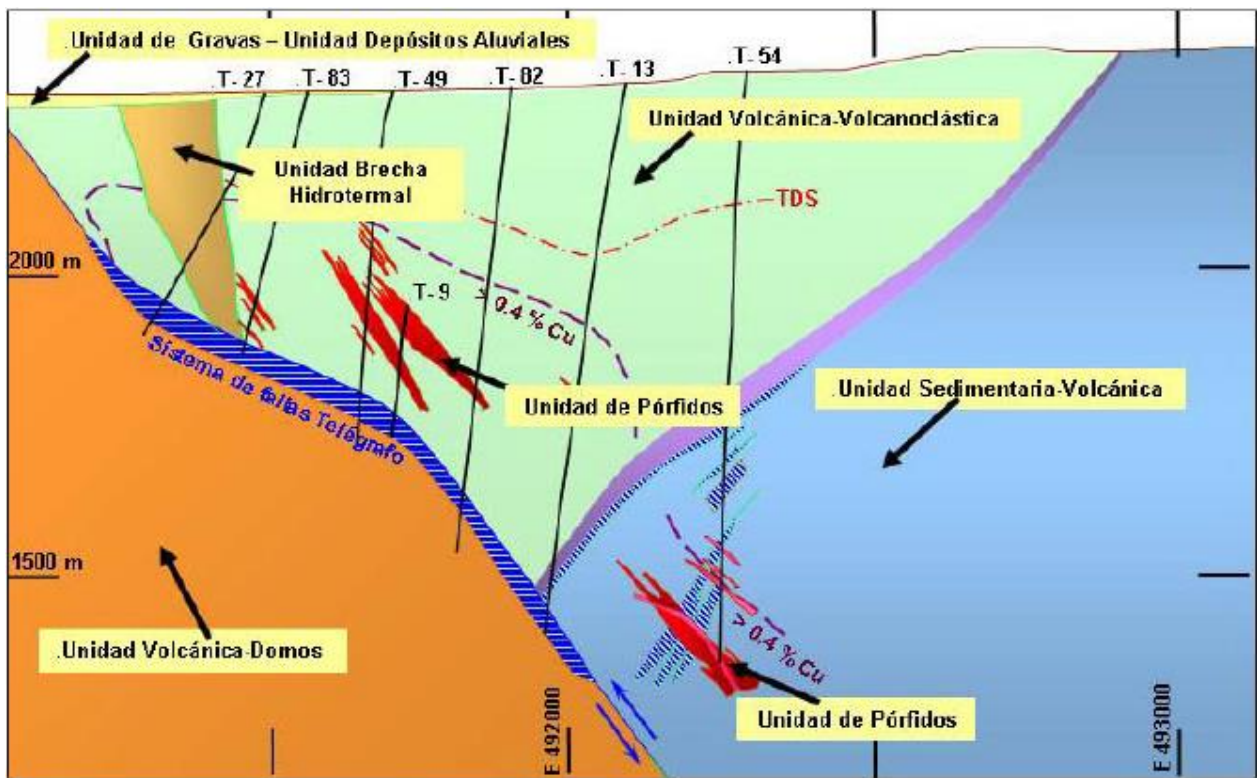 .Unidad de Gravas – Unidad Depósitos Aluviales
.T- 27
.T- 83
.T- 49
.T- 82
.T- 13
.T- 54
Unidad Volcánica-Volcanoclástica
Unidad Brecha
Hidrotermal
TDS
2000 m
T- 9
> 0.4 % Cu
Sistema de fallas Telégrafo
Unidad de Pórfidos
.Unidad Sedimentaria-Volcánica
1500 m
.Unidad Volcánica-Domos
> 0.4 % Cu
Unidad de Pórfidos
E 492000
E 493000